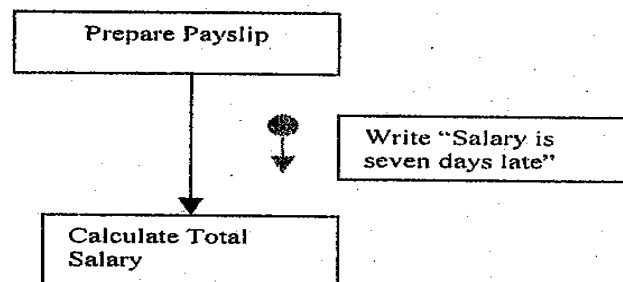 Prepare Payslip
Write “Salary is
seven days late”
Calculate Total
Salary